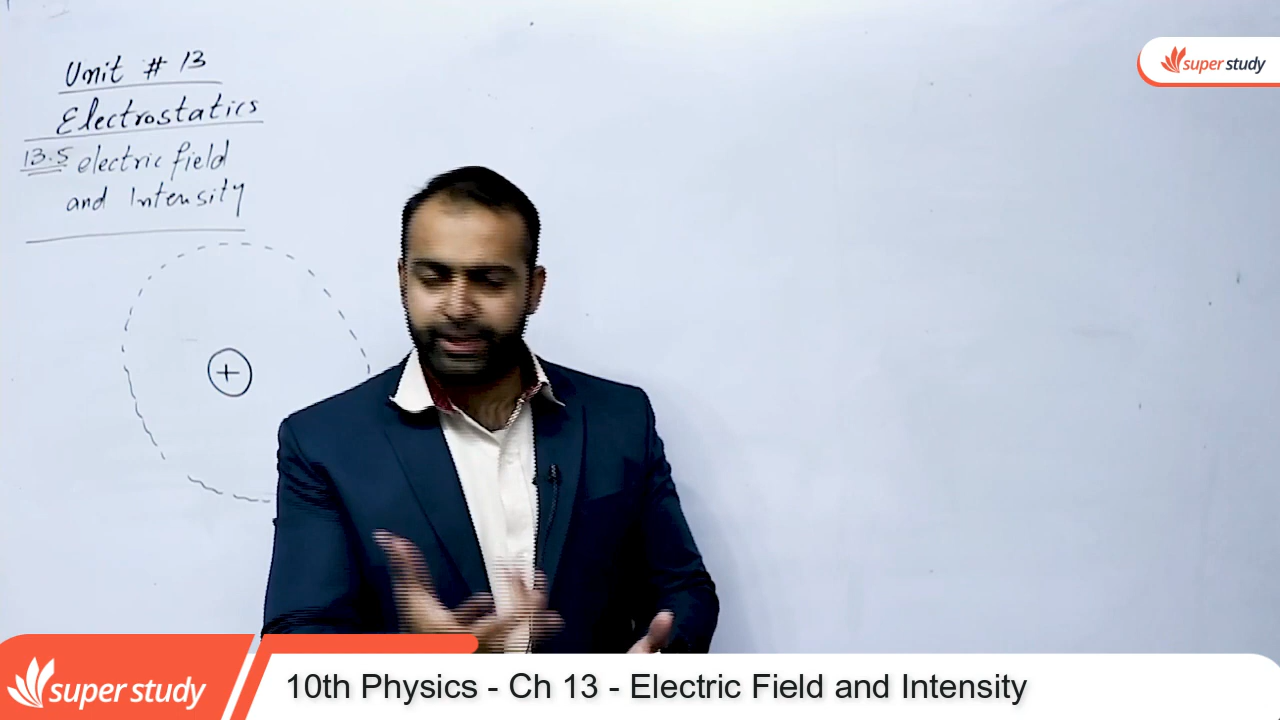 Unit # 13
Electrostatics
13.5 electric field
and Intensity
+
super study
super study
10th Physics - Ch 13 - Electric Field and Intensity